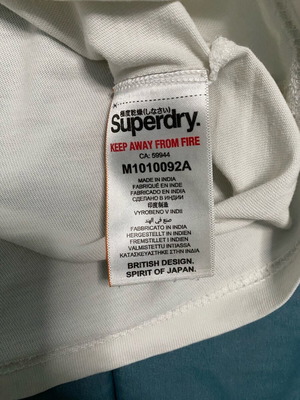 極度乾燥(しなさい)
Superdry.
KEEP AWAY FROM FIRE
CA: 59944
M1010092A
MADE IN INDIA
FABRIQUÉ EN INDE
FABRICADO EN INDIA
СДЕЛАНО В ИНДИИ
印度制造
VYROBENO V INDII
صنع في الهند
FABBRICATO IN INDIA
HERGESTELLT IN INDIEN
FREMSTILLET I INDIEN
WYPRODUKOWANO
ΚΑΤΑΣΚΕΥΑΣΤΗΚΕ ΣΤΗΝ ΙΝΔΙΑ
BRITISH DESIGN.
SPIRIT OF JAPAN.